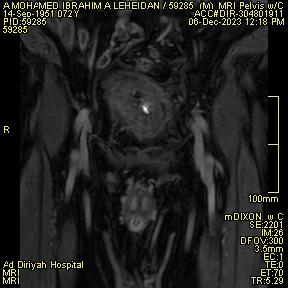 A MOHAMED IBRAHIM A LEHEIDAN / 59285 (M) MRI Pelvis w/C
14-Sep-1951 072Y ACC#DIR-304801911
PID:59285 06-Dec-2023 12:18 PM
59285
R
100mm
mDIXON_w_C
SE:2201
IM:26
DFOV:300
3.5mm
EC:1
Ad Diriyah Hospital TE:0
MRI ET:70
MRI TR:5.29